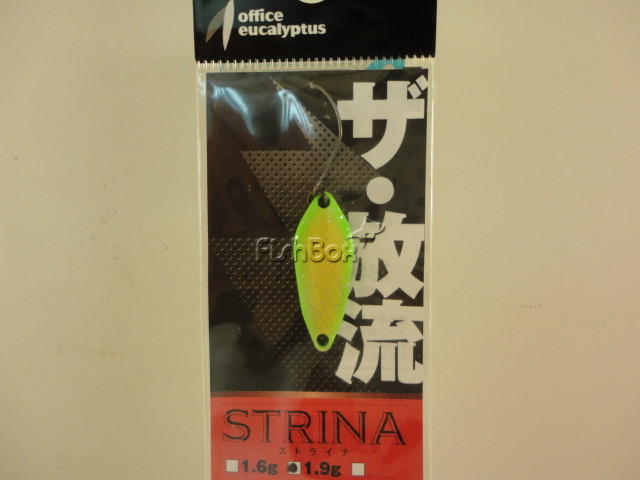 office
eucalyptus
ザ・放流
FishBox
STRINA
ストライナ
1.6g 1.9g